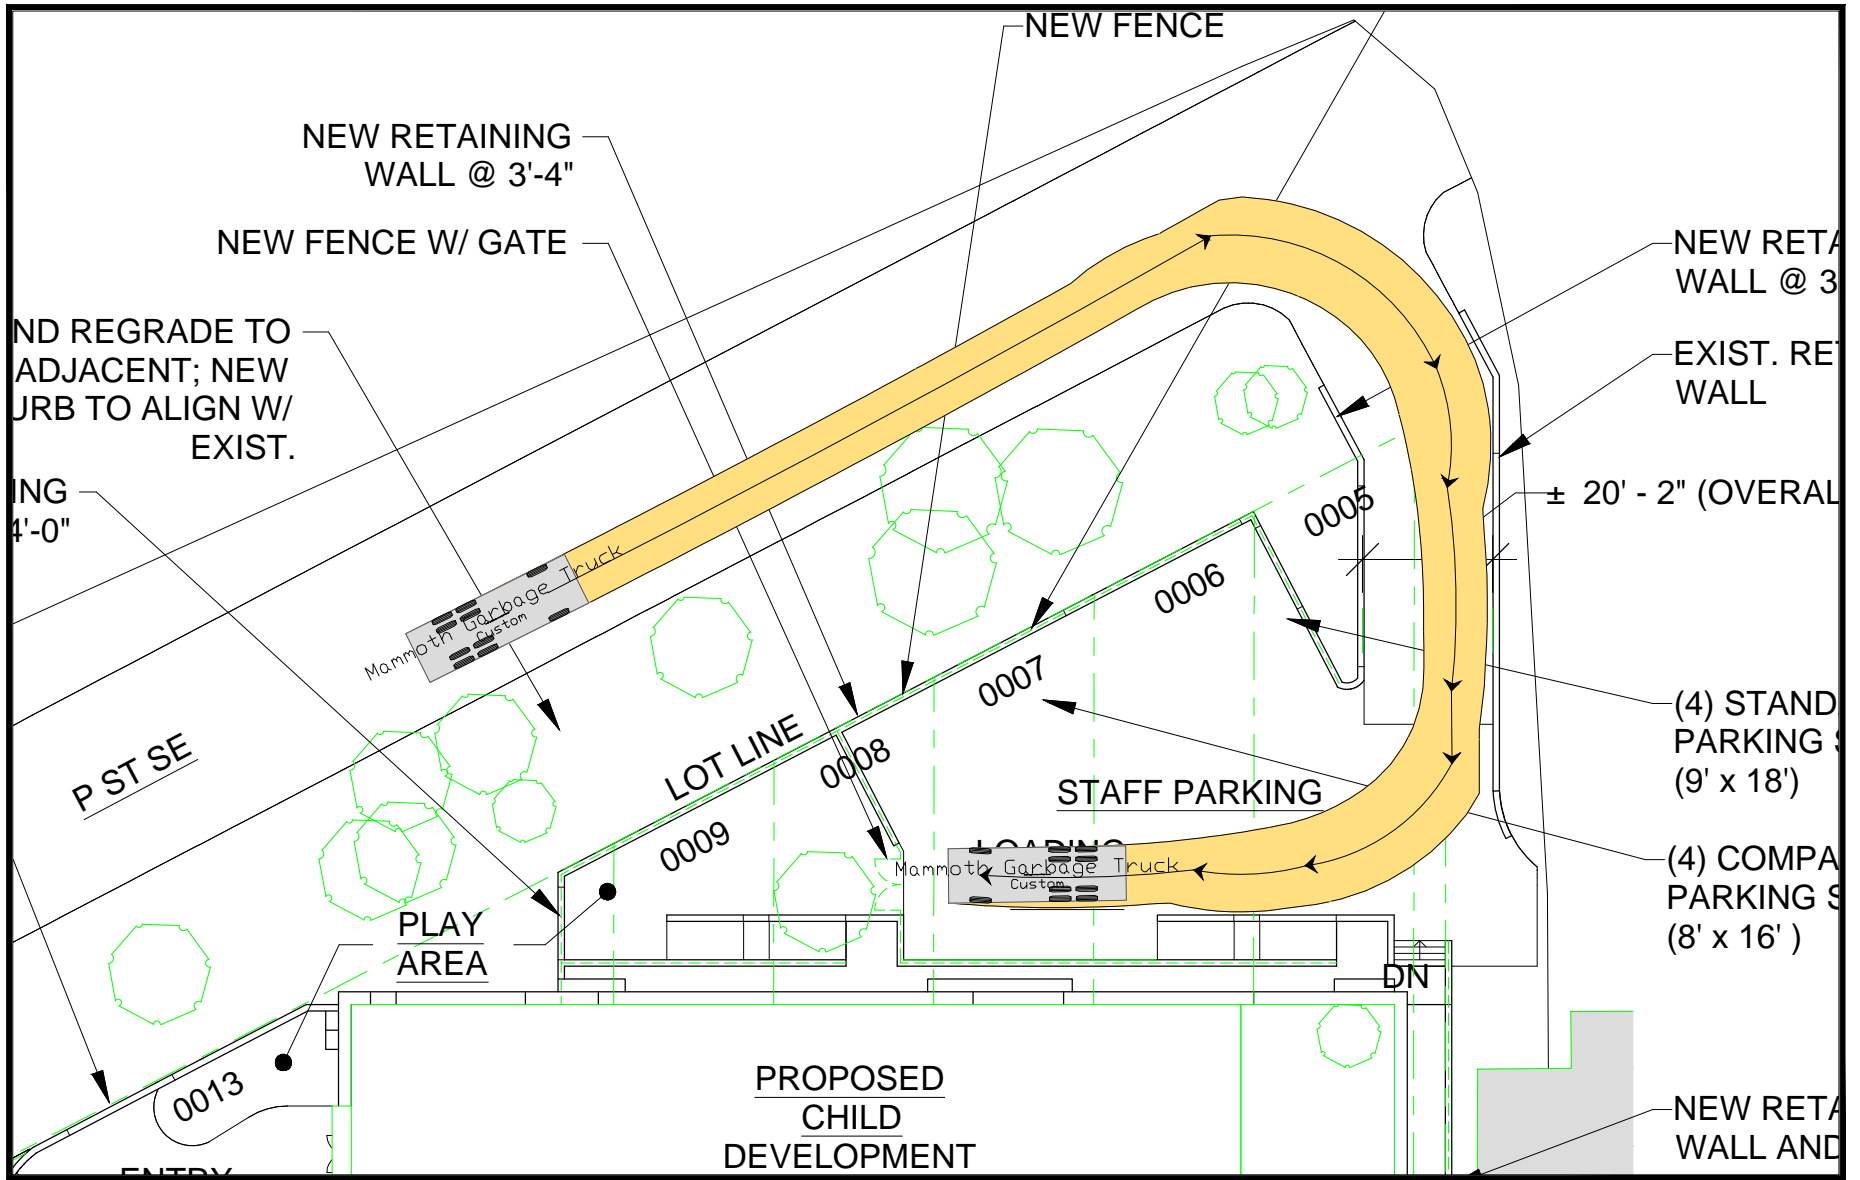 NEW FENCE
NEW RETAINING
WALL @ 3'-4"
NEW FENCE W/ GATE
ND REGRADE TO
ADJACENT; NEW
URB TO ALIGN W/
EXIST.
ING
4'-0"
NEW RETA
WALL @ 3
EXIST. RET
WALL
± 20' - 2" (OVERAL
0005
0006
0007
0008
0009
0013
Mammoth Garbage Truck
Custom
P ST SE
LOT LINE
STAFF PARKING
LOADING
Mammoth Garbage Truck
Custom
(4) STAND
PARKING S
(9' x 18')
(4) COMPA
PARKING S
(8' x 16' )
PLAY
AREA
DN
PROPOSED
CHILD
DEVELOPMENT
ENTRY
NEW RETA
WALL AND